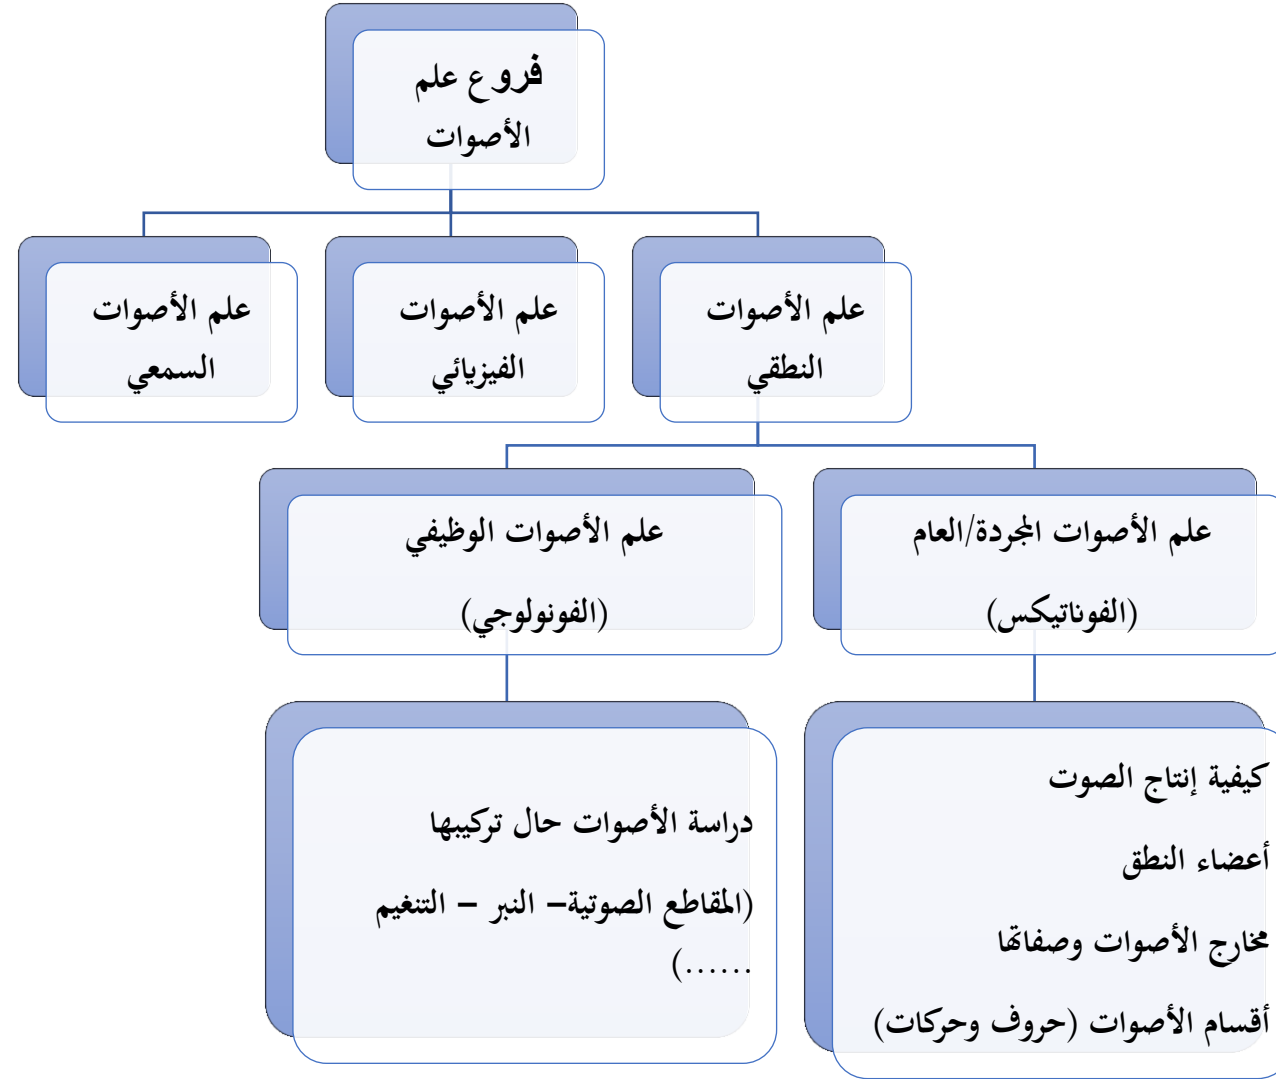 فروع علم
الأصوات
علم الأصوات
النطقي
علم الأصوات
الفيزيائي
علم الأصوات
السمعي
علم الأصوات المجردة/العام
(الفوناتيكس)
علم الأصوات الوظيفي
(الفونولوجي)
كيفية إنتاج الصوت
أعضاء النطق
مخارج الأصوات وصفاتها
أقسام الأصوات (حروف وحركات)
دراسة الأصوات حال تركيبها
(المقاطع الصوتية– النبر – التنغيم
......)